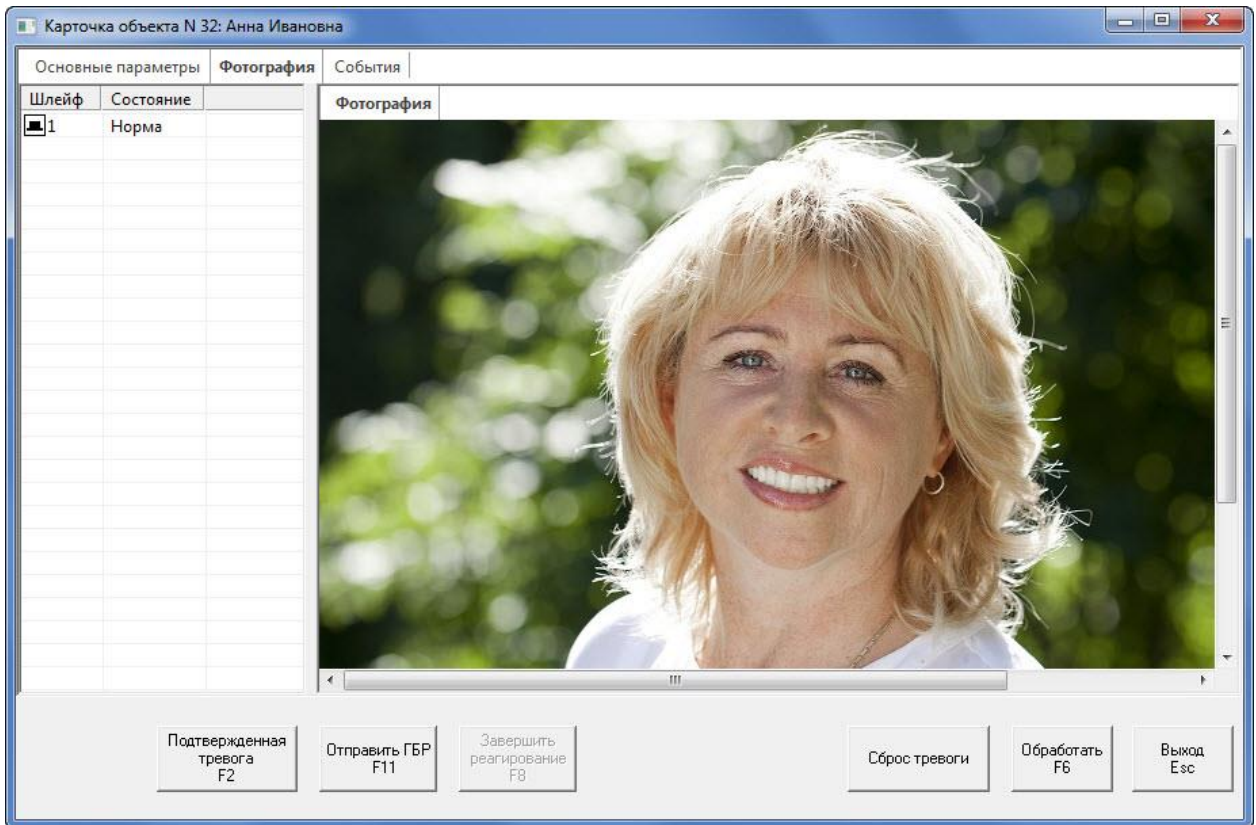 Карточка объекта N 32: Анна Ивановна
Основные параметры Фотография События
Шлейф Состояние
1 Норма
Фотография
Подтвержденная
тревога
F2
Отправить ГБР
F11
Завершить
реагирование
F8
Сброс тревоги
Обработать
F6
Выход
Esc